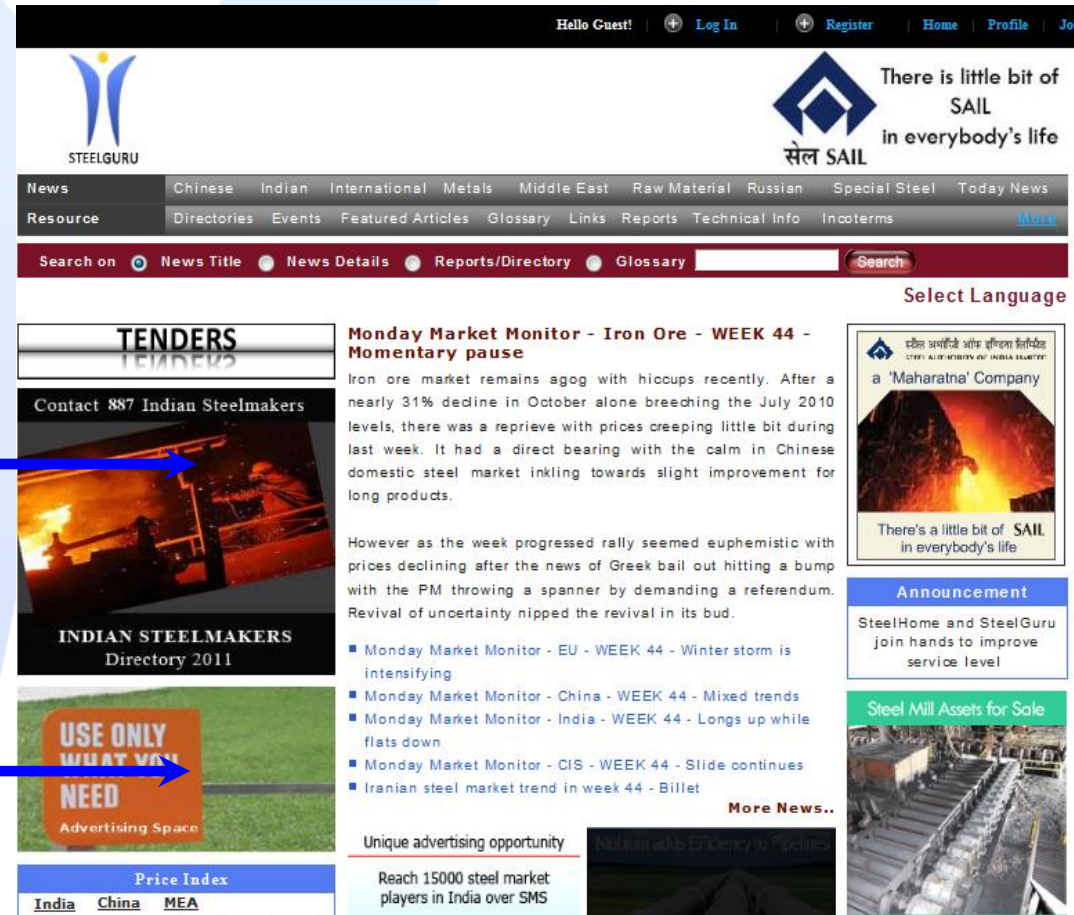 Hello Guest! | Log In | Register | Home | Profile | Jo
STEELGURU
सेल SAIL
There is little bit of
SAIL
in everybody's life
News Chinese Indian International Metals Middle East Raw Material Russian Special Steel Today News
Resource Directories Events Featured Articles Glossary Links Reports Technical Info Incoterms More
Search on News Title News Details Reports/Directory Glossary Search
Select Language
TENDERS
Contact 887 Indian Steelmakers
INDIAN STEELMAKERS
Directory 2011
USE ONLY
WHAT YOU
NEED
Advertising Space
Price Index
India China MEA
Monday Market Monitor - Iron Ore - WEEK 44 -
Momentary pause
Iron ore market remains agog with hiccups recently. After a
nearly 31% decline in October alone breeching the July 2010
levels, there was a reprieve with prices creeping little bit during
last week. It had a direct bearing with the calm in Chinese
domestic steel market inkling towards slight improvement for
long products.
However as the week progressed rally seemed euphemistic with
prices declining after the news of Greek bail out hitting a bump
with the PM throwing a spanner by demanding a referendum.
Revival of uncertainty nipped the revival in its bud.
Monday Market Monitor - EU - WEEK 44 - Winter storm is
intensifying
Monday Market Monitor - China - WEEK 44 - Mixed trends
Monday Market Monitor - India - WEEK 44 - Longs up while
flats down
Monday Market Monitor - CIS - WEEK 44 - Slide continues
Iranian steel market trend in week 44 - Billet
More News..
Unique advertising opportunity
Reach 15000 steel market
players in India over SMS
adds Efficiency in Pipelines
STEEL AUTHORITY OF INDIA LIMITED
a 'Maharatna' Company
There's a little bit of SAIL
in everybody's life
Announcement
SteelHome and SteelGuru
join hands to improve
service level
Steel Mill Assets for Sale